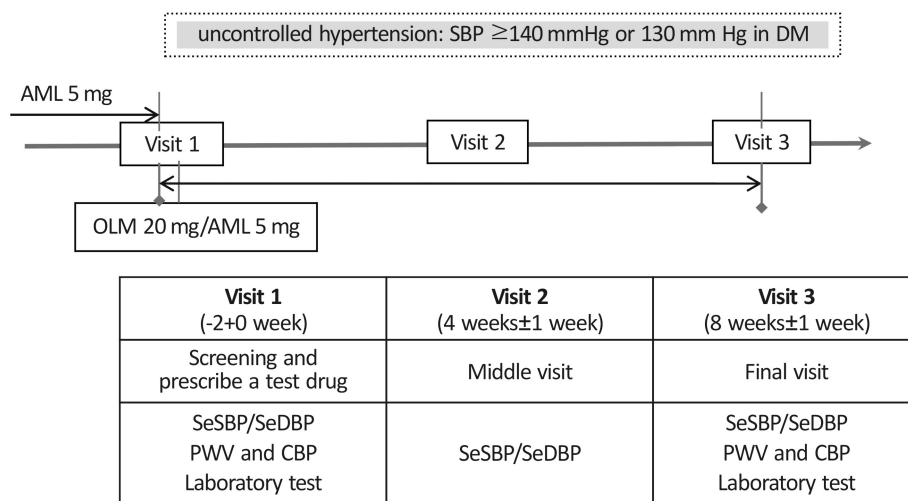 uncontrolled hypertension: SBP ≥140 mmHg or 130 mm Hg in DM
AML 5 mg
Visit 1
Visit 2
Visit 3
OLM 20 mg/AML 5 mg
Visit 1
(-2+0 week)
Visit 2
(4 weeks±1 week)
Visit 3
(8 weeks±1 week)
Screening and
prescribe a test drug
Middle visit
Final visit
SeSBP/SeDBP
PWV and CBP
Laboratory test
SeSBP/SeDBP
SeSBP/SeDBP
PWV and CBP
Laboratory test